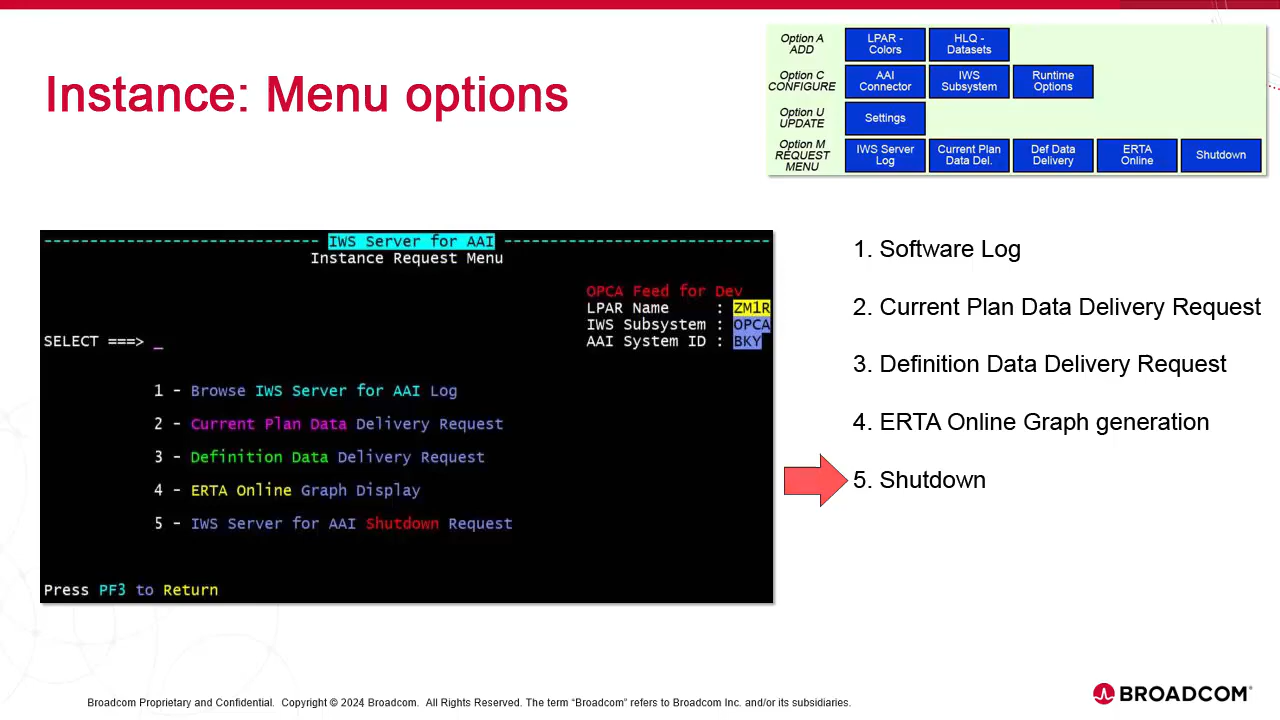 Instance: Menu options
Option A
ADD
LPAR -
Colors
HLQ -
Datasets
Option C
CONFIGURE
AAI
Connector
IWS
Subsystem
Runtime
Options
Option U
UPDATE
Settings
Option M
REQUEST
MENU
IWS Server
Log
Current Plan
Data Del.
Def Data
Delivery
ERTA
Online
Shutdown
------------------------------ IWS Server for AAI -----------------------------
Instance Request Menu
OPCA Feed for Dev
LPAR Name : ZM1R
IWS Subsystem : OPCA
SELECT ===> _ AAI System ID : BKY
1 - Browse IWS Server for AAI Log
2 - Current Plan Data Delivery Request
3 - Definition Data Delivery Request
4 - ERTA Online Graph Display
5 - IWS Server for AAI Shutdown Request
Press PF3 to Return
1. Software Log
2. Current Plan Data Delivery Request
3. Definition Data Delivery Request
4. ERTA Online Graph generation
5. Shutdown
Broadcom Proprietary and Confidential. Copyright © 2024 Broadcom. All Rights Reserved. The term “Broadcom” refers to Broadcom Inc. and/or its subsidiaries.
BROADCOM®